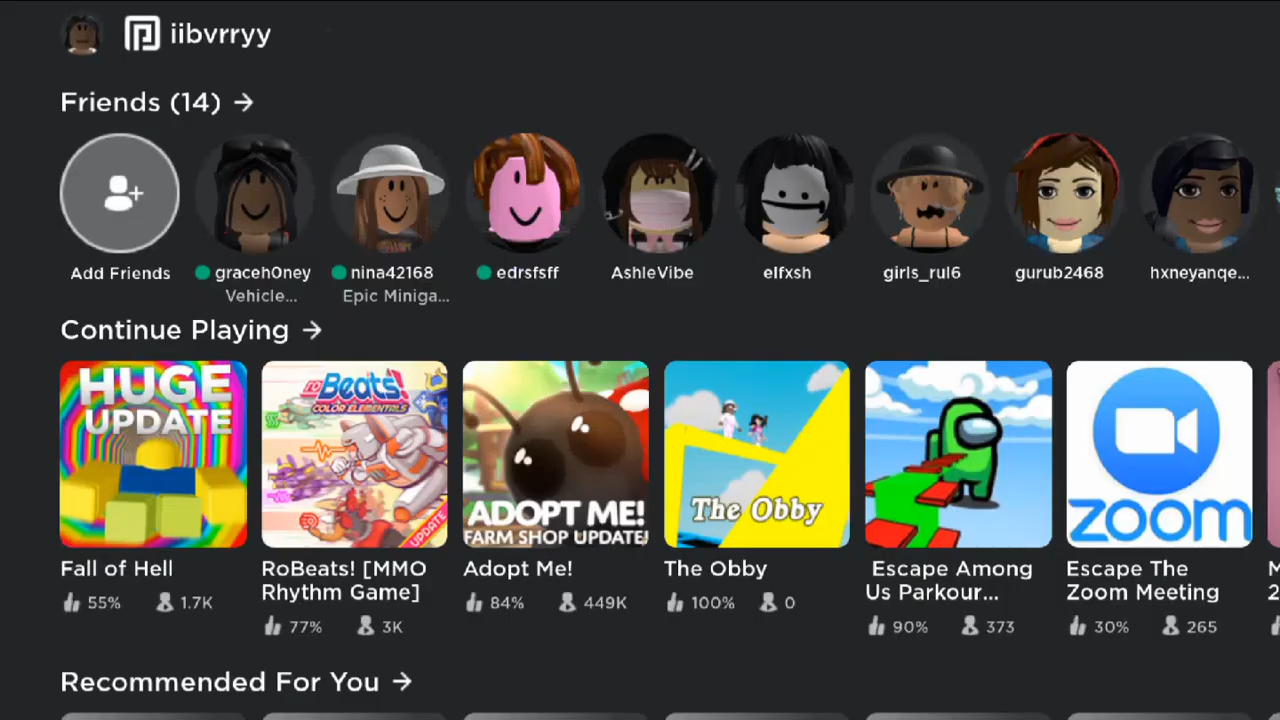 iibvrryy
Friends (14) →
Add Friends
graceh0ney
Vehicle...
nina42168
Epic Miniga...
edrsfsff
AshleVibe
elfxsh
girls_rul6
gurub2468
hxneyanqe...
Continue Playing →
HUGE
UPDATE
roBeats!
COLOR ELEMENTALS
UPDATE
ADOPT ME!
FARM SHOP UPDATE!
The Obby
zoom
Fall of Hell
55% 1.7K
RoBeats! [MMO
Rhythm Game]
77% 3K
Adopt Me!
84% 449K
The Obby
100% 0
Escape Among
Us Parkour...
90% 373
Escape The
Zoom Meeting
30% 265
Recommended For You →